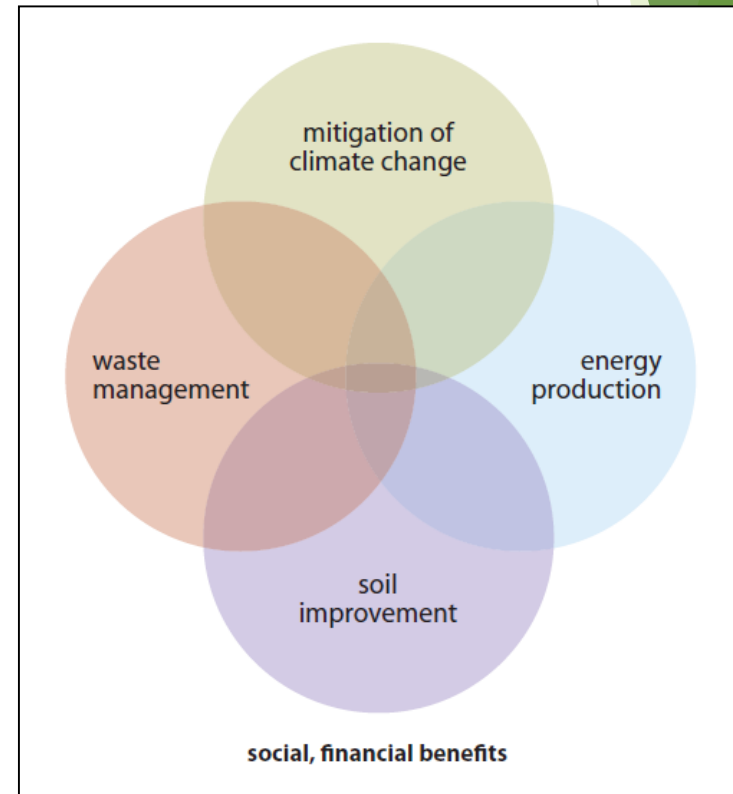 mitigation of
climate change
waste
management
energy
production
soil
improvement
social, financial benefits